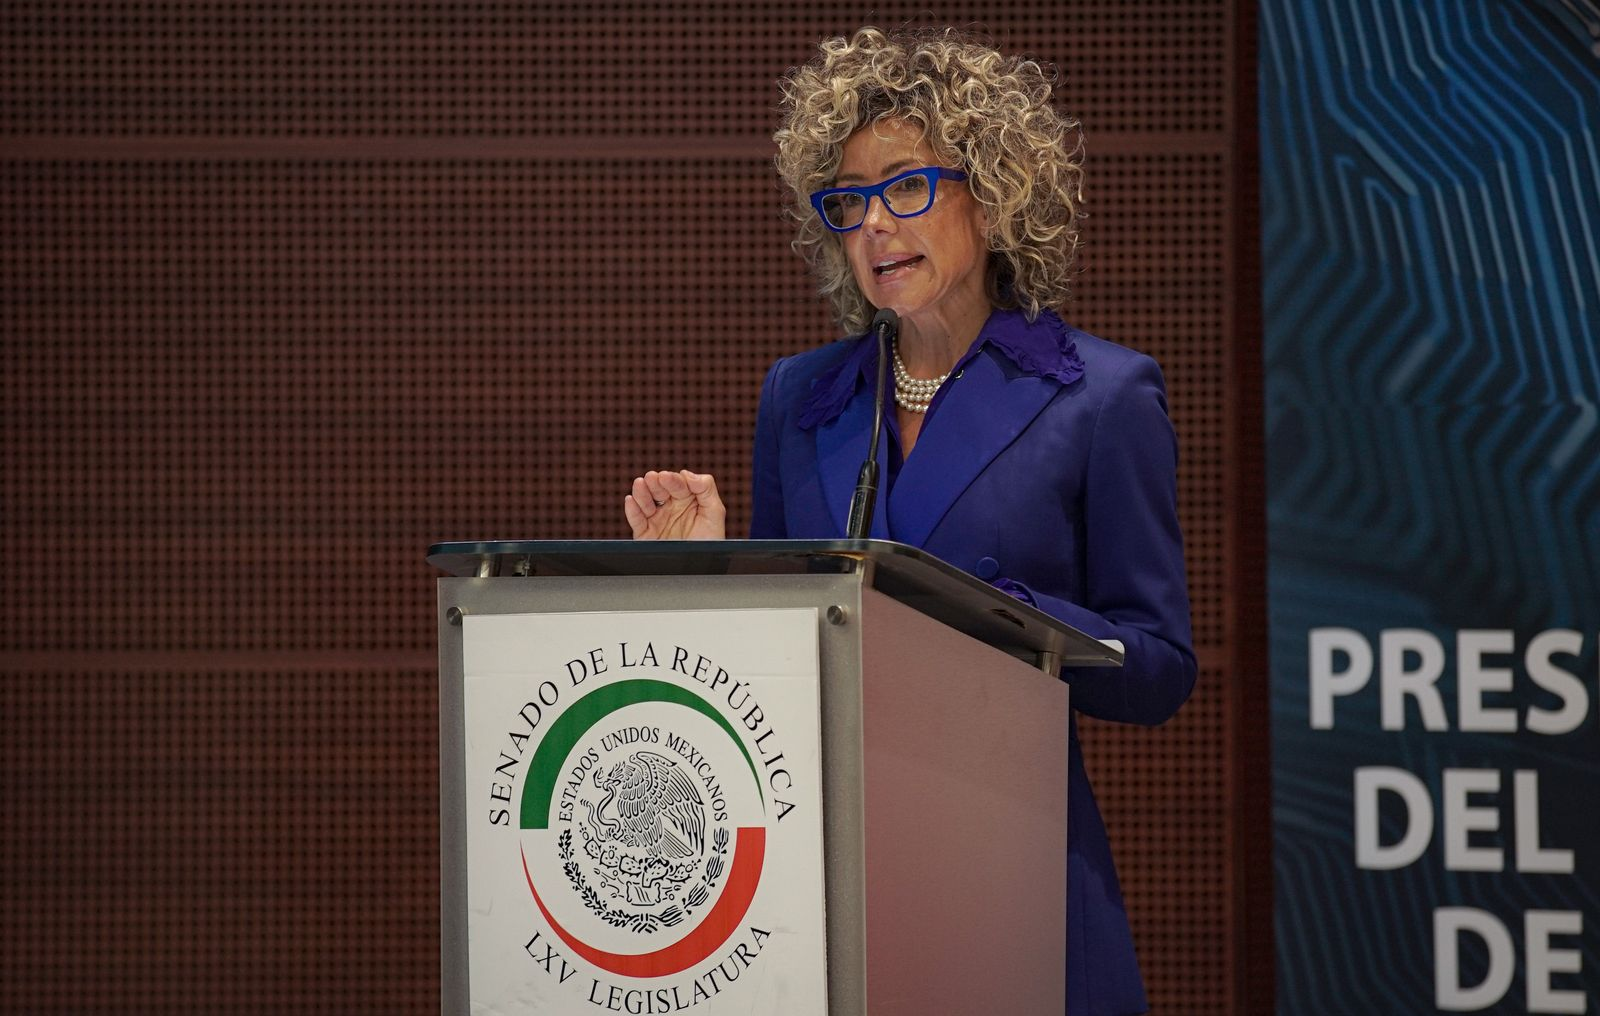 SENADO DE LA REPÚBLICA
ESTADOS UNIDOS MEXICANOS
LXV LEGISLATURA
PRES
DEL
DE